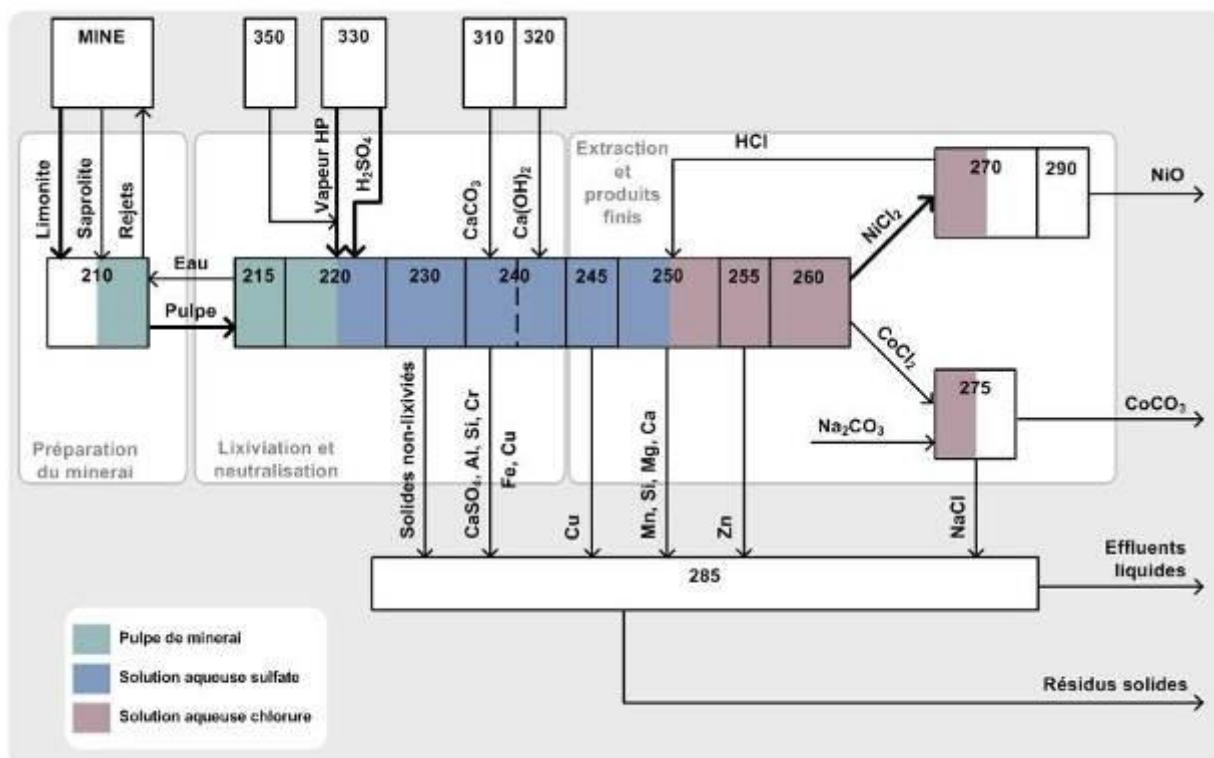 MINE
350
330
310
320
Limonite
Saprolite
Rejets
Vapeur HP
H₂SO₄
CaCO₃
Ca(OH)₂
Extraction
et
produits
finis
HCl
270
290
NiO
NiCl₂
210
Eau
Pulpe
215
220
230
240
245
250
255
260
CoCl₂
275
CoCO₃
Na₂CO₃
Préparation
du minerai
Lixiviation et
neutralisation
Solides non-lixiviés
CaSO₄, Al, Si, Cr
Fe, Cu
Cu
Mn, Si, Mg, Ca
Zn
NaCl
285
Effluents
liquides
Résidus solides
Pulpe de minerai
Solution aqueuse sulfate
Solution aqueuse chlorure